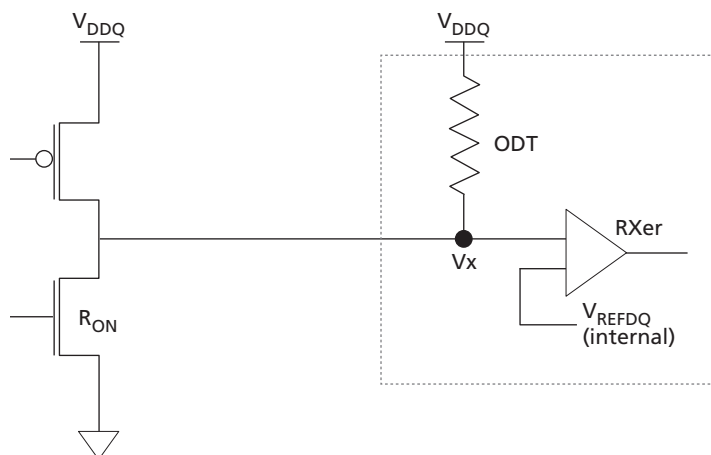 V_DDQ
V_DDQ
ODT
RXer
Vx
R_ON
V_REFDQ
(internal)